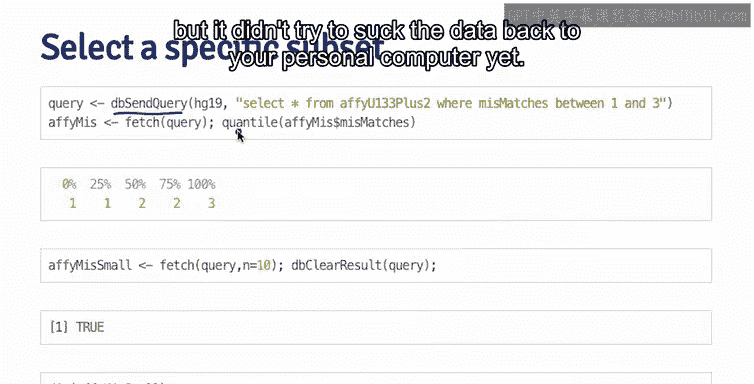 but it didn't try to suck the data back to
your personal computer yet.
Select a specific subset
query <- dbSendQuery(hg19, "select * from affyU133Plus2 where misMatches between 1 and 3")
affyMis <- fetch(query); quantile(affyMis$misMatches)
0% 25% 50% 75% 100%
1 1 2 2 3
affyMisSmall <- fetch(query,n=10); dbClearResult(query);
[1] TRUE